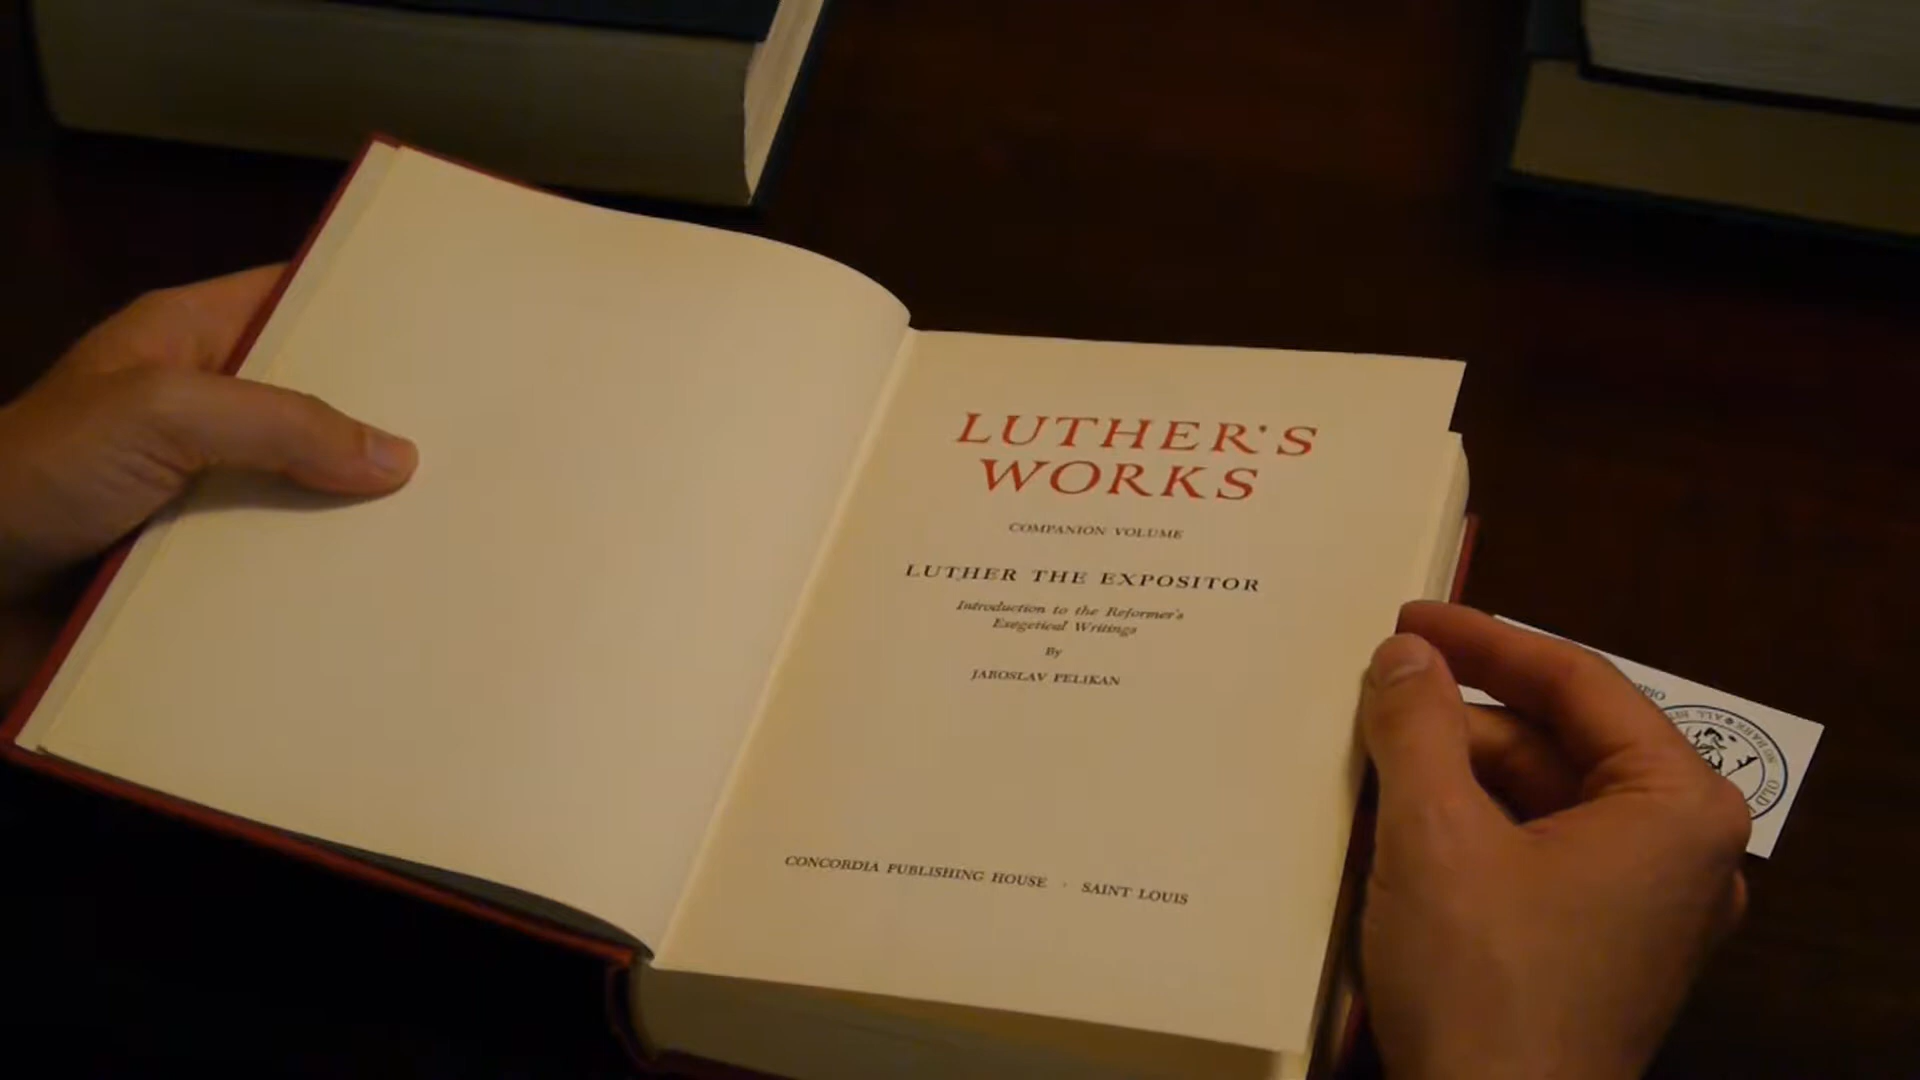 LUTHER'S
WORKS
COMPANION VOLUME
LUTHER THE EXPOSITOR
Introduction to the Reformer's
Exegetical Writings
By
JAROSLAV PELIKAN
CONCORDIA PUBLISHING HOUSE · SAINT LOUIS